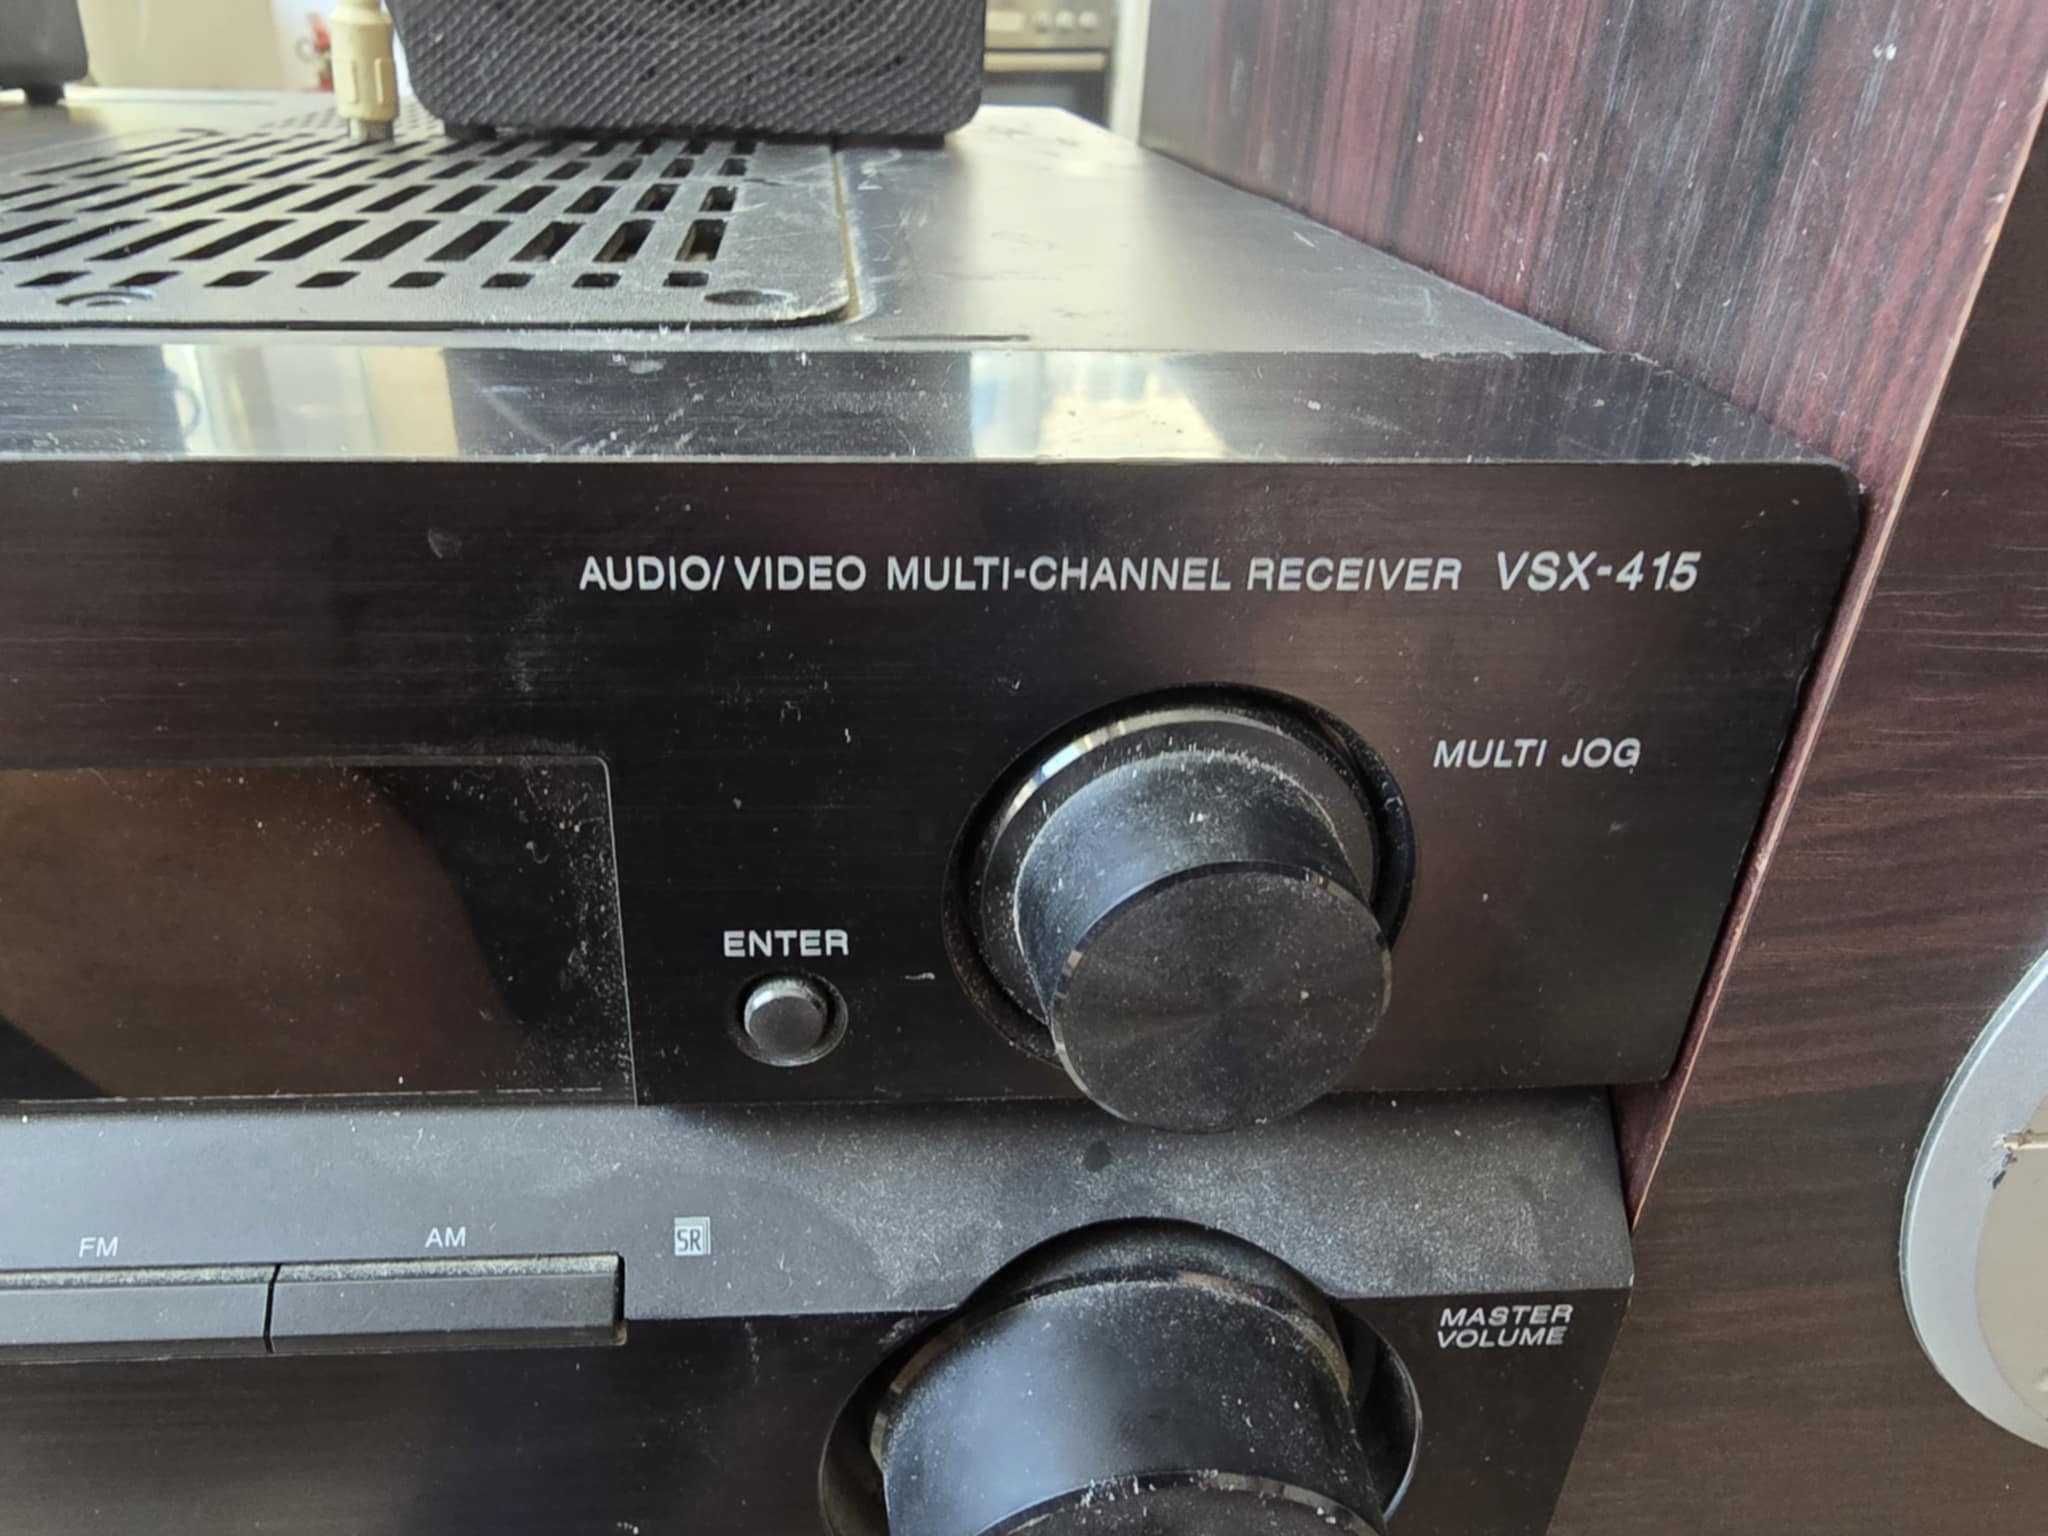 AUDIO/VIDEO MULTI-CHANNEL RECEIVER VSX-415
MULTI JOG
ENTER
FM
AM
SR
MASTER
VOLUME